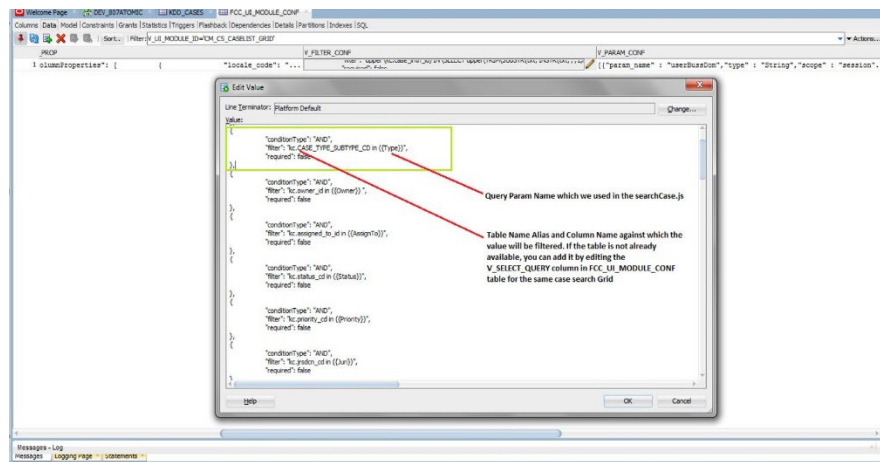 Welcome Page DEV_807ATOMIC KDD_CASES FCC_UI_MODULE_CONF
Columns Data Model Constraints Grants Statistics Triggers Flashback Dependencies Details Partitions Indexes SQL
Sort.. Filter: V_UI_MODULE_ID='CM_CS_CASELIST_GRID' Actions...
_PROP V_FILTER_CONF V_PARAM_CONF
1 olumnProperties": [ { "locale_code": "... [{"param_name" : "userBussDom","type" : "String","scope" : "session".
Edit Value
Line Terminator: Platform Default Change...
Value:
{
"conditionType": "AND",
"filter": "kc.CASE_TYPE_SUBTYPE_CD in ({Type})",
"required": false
},
{
"conditionType": "AND",
"filter": "kc.owner_id in ({Owner}) ",
"required": false
},
{
"conditionType": "AND",
"filter": "kc.assigned_to_id in ({AssignTo})",
"required": false
},
{
"conditionType": "AND",
"filter": "kc.status_cd in ({Status})",
"required": false
},
{
"conditionType": "AND",
"filter": "kc.priority_cd in ({Priority})",
"required": false
},
{
"conditionType": "AND",
"filter": "kc.jrsdcn_cd in ({Juri})",
"required": false
}
Query Param Name which we used in the searchCase.js
Table Name Alias and Column Name against which the
value will be filtered. If the table is not already
available, you can add it by editing the
V_SELECT_QUERY column in FCC_UI_MODULE_CONF
table for the same case search Grid
Help OK Cancel
Messages - Log
Messages Logging Page Statements